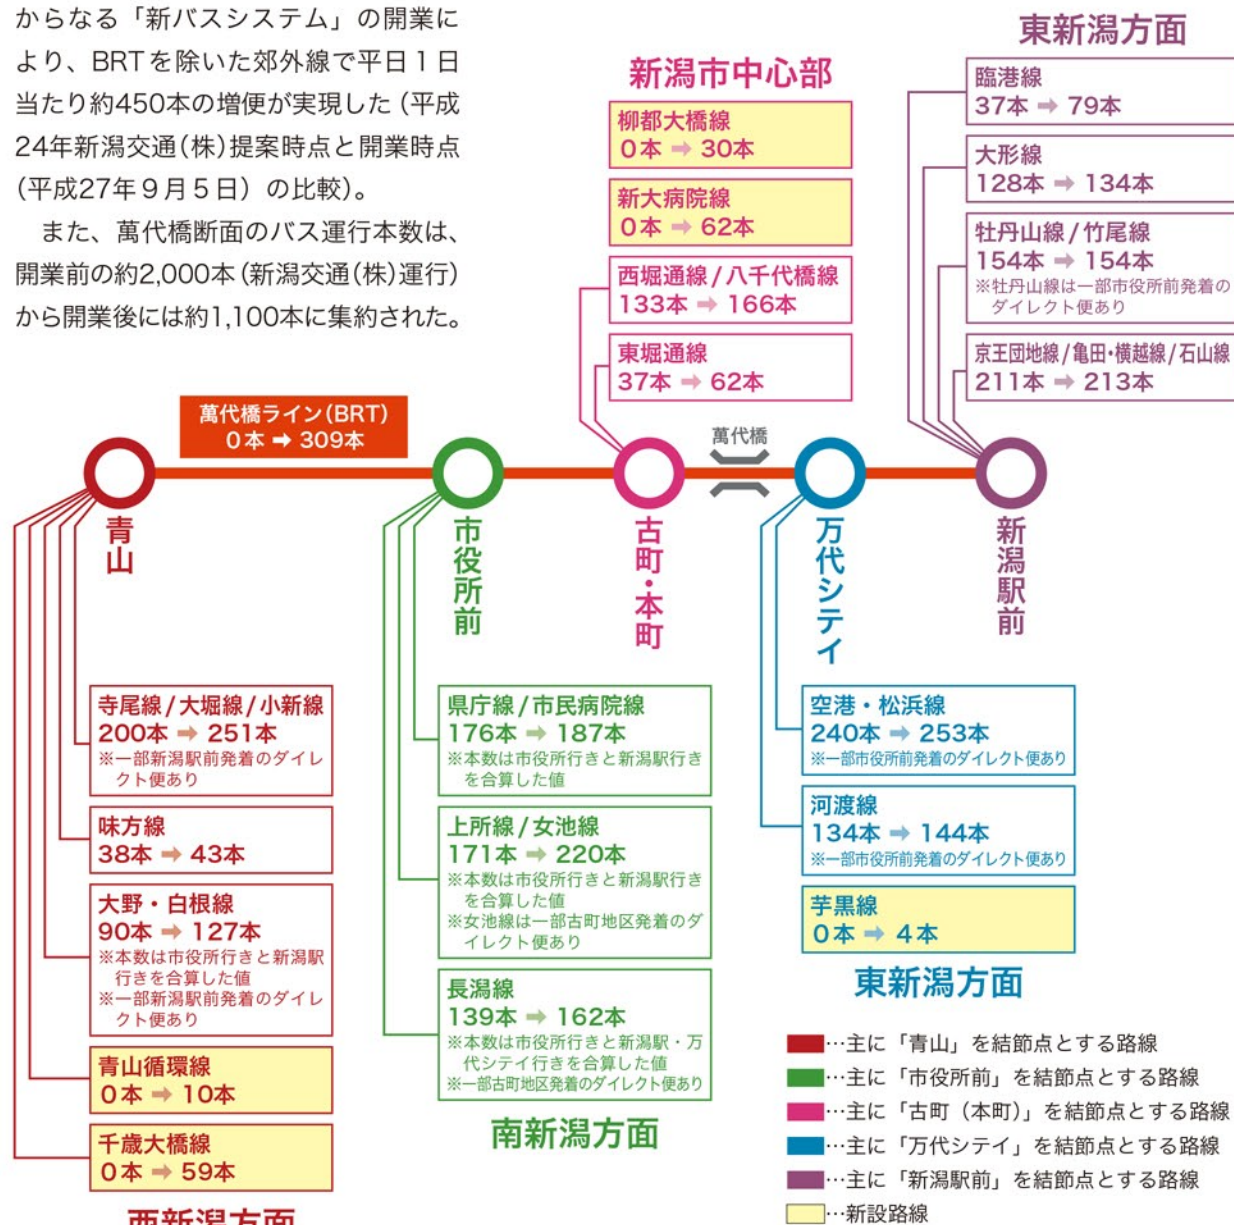 からなる「新バスシステム」の開業に
より、BRTを除いた郊外線で平日１日
当たり約450本の増便が実現した（平成
24年新潟交通（株）提案時点と開業時点
（平成27年９月５日）の比較）。
また、萬代橋断面のバス運行本数は、
開業前の約2,000本（新潟交通（株）運行）
から開業後には約1,100本に集約された。
新潟市中心部
柳都大橋線
0本 ➡ 30本
新大病院線
0本 ➡ 62本
西堀通線/八千代橋線
133本 ➡ 166本
東堀通線
37本 ➡ 62本
東新潟方面
臨港線
37本 ➡ 79本
大形線
128本 ➡ 134本
牡丹山線/竹尾線
154本 ➡ 154本
※牡丹山線は一部市役所前発着の
ダイレクト便あり
京王団地線/亀田・横越線/石山線
211本 ➡ 213本
萬代橋ライン（BRT）
0本 ➡ 309本
萬代橋
青山
市役所前
古町・本町
万代シテイ
新潟駅前
寺尾線/大堀線/小新線
200本 ➡ 251本
※一部新潟駅前発着のダイレ
クト便あり
味方線
38本 ➡ 43本
大野・白根線
90本 ➡ 127本
※本数は市役所行きと新潟駅
行きを合算した値
※一部新潟駅前発着のダイレ
クト便あり
青山循環線
0本 ➡ 10本
千歳大橋線
0本 ➡ 59本
西新潟方面
県庁線/市民病院線
176本 ➡ 187本
※本数は市役所行きと新潟駅行き
を合算した値
上所線/女池線
171本 ➡ 220本
※本数は市役所行きと新潟駅行き
を合算した値
※女池線は一部古町地区発着のダ
イレクト便あり
長潟線
139本 ➡ 162本
※本数は市役所行きと新潟駅・万
代シテイ行きを合算した値
※一部古町地区発着のダイレクト便あり
南新潟方面
空港・松浜線
240本 ➡ 253本
※一部市役所前発着のダイレクト便あり
河渡線
134本 ➡ 144本
※一部市役所前発着のダイレクト便あり
芋黒線
0本 ➡ 4本
東新潟方面
…主に「青山」を結節点とする路線
…主に「市役所前」を結節点とする路線
…主に「古町（本町）」を結節点とする路線
…主に「万代シテイ」を結節点とする路線
…主に「新潟駅前」を結節点とする路線
…新設路線